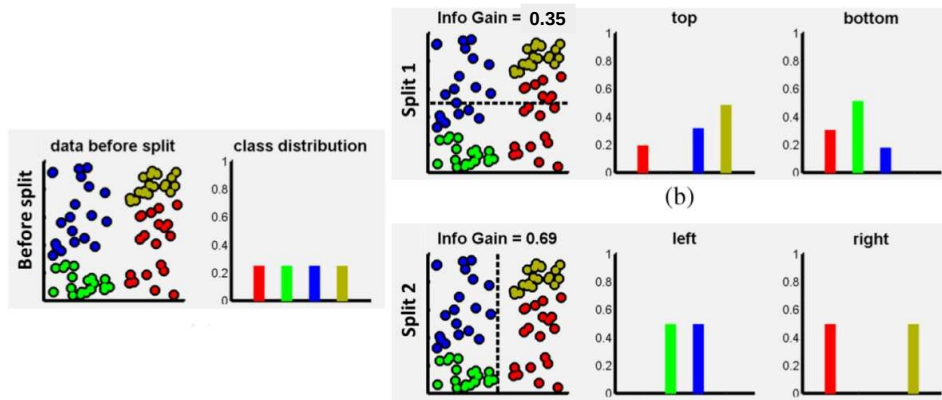 data before split
class distribution
Before split
1
0.8
0.6
0.4
0.2
0
Info Gain = 0.35
top
bottom
Split 1
1
0.8
0.6
0.4
0.2
0
1
0.8
0.6
0.4
0.2
0
(b)
Info Gain = 0.69
left
right
Split 2
1
0.8
0.6
0.4
0.2
0
1
0.8
0.6
0.4
0.2
0